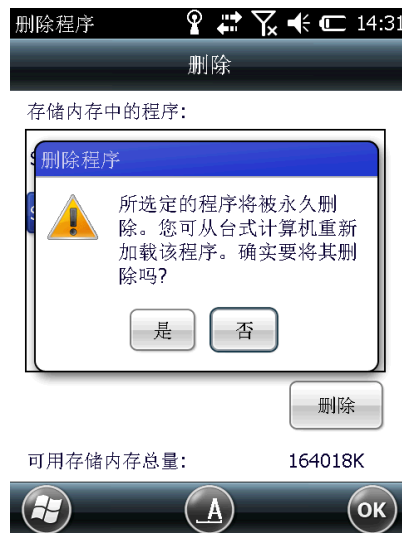 删除程序 14:31
删除
存储内存中的程序:
删除程序
所选定的程序将被永久删
除。您可从台式计算机重新
加载该程序。确实要将其删
除吗?
是 否
删除
可用存储内存总量: 164018K
A OK